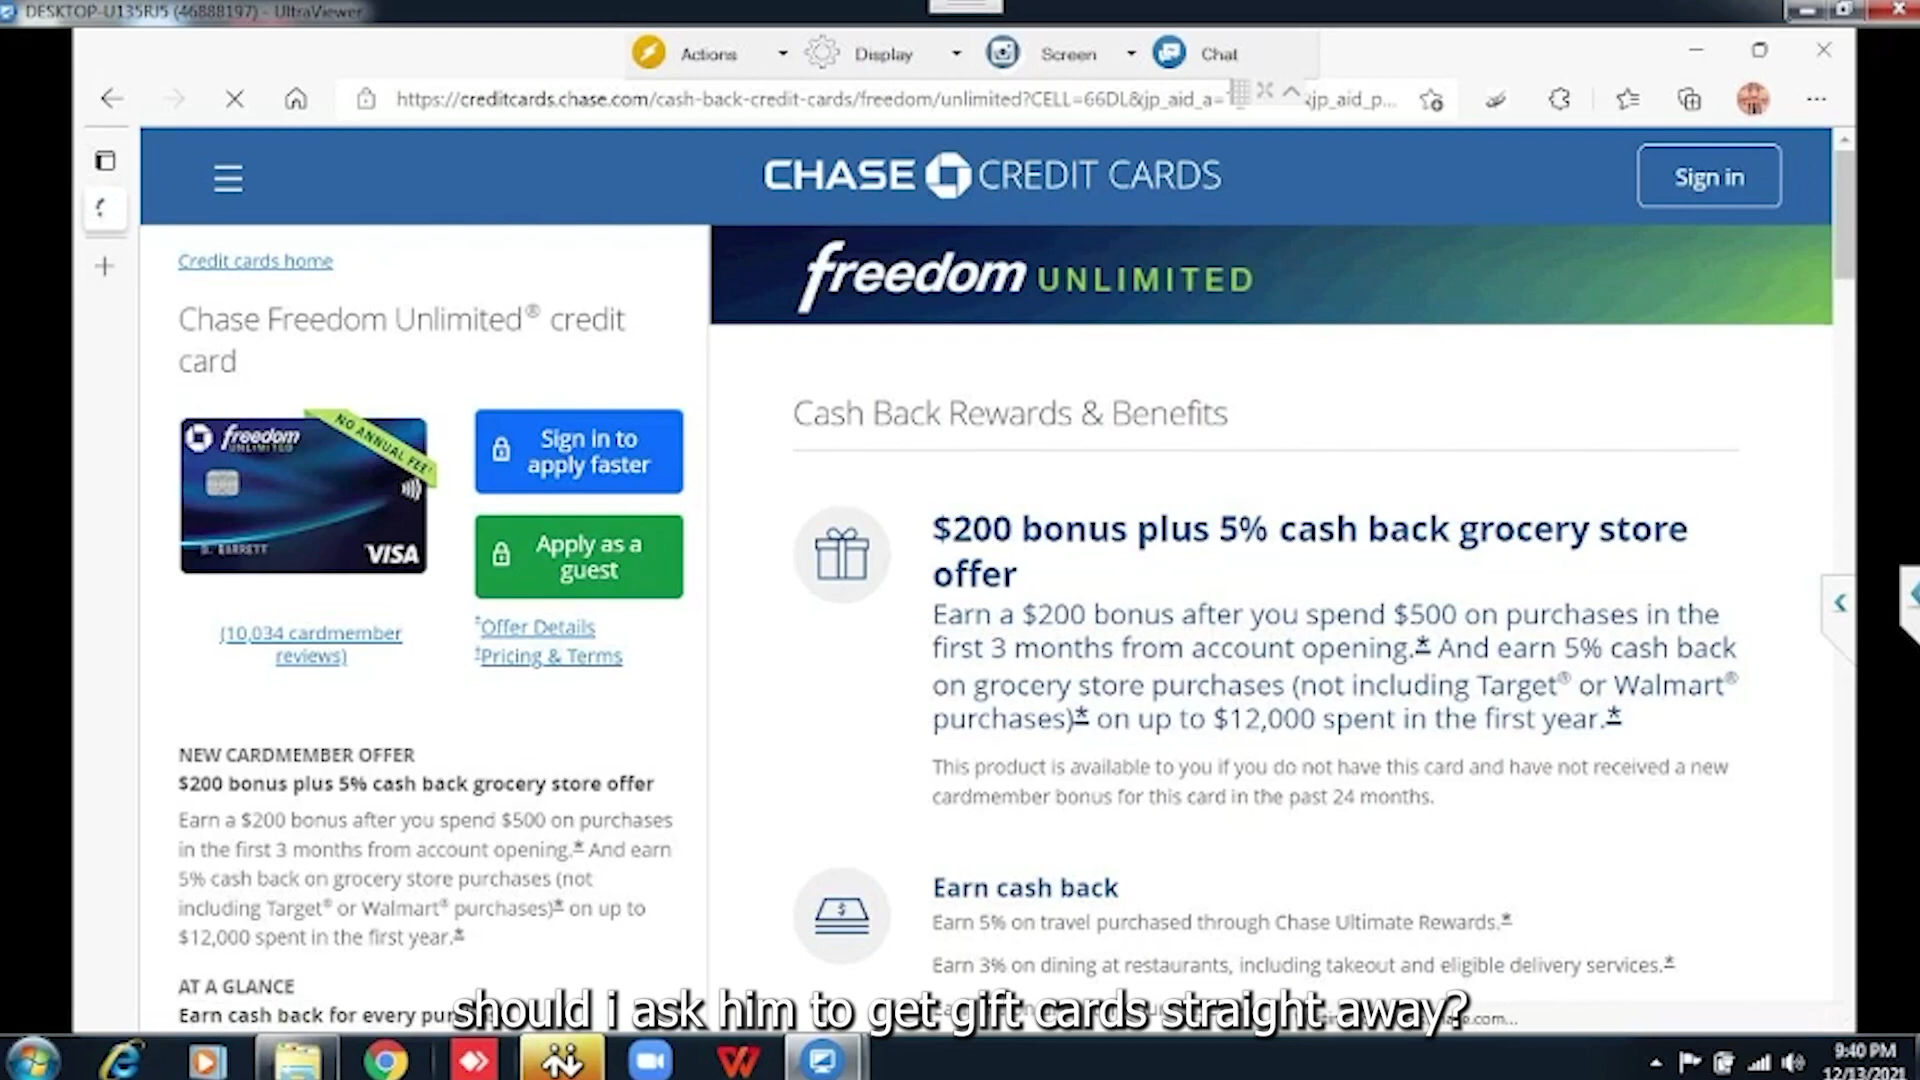 DESKTOP-U135RJ5 (46888197) - UltraViewer
Actions
Display
Screen
Chat
https://creditcards.chase.com/cash-back-credit-cards/freedom/unlimited?CELL=66DL&jp_aid_a=
jp_aid_p...
CHASE CREDIT CARDS
Sign in
Credit cards home
Chase Freedom Unlimited® credit
card
freedom
UNLIMITED
NO ANNUAL FEE†
D. BARRETT
VISA
Sign in to
apply faster
Apply as a
guest
(10,034 cardmember
reviews)
*Offer Details
‡Pricing & Terms
NEW CARDMEMBER OFFER
$200 bonus plus 5% cash back grocery store offer
Earn a $200 bonus after you spend $500 on purchases
in the first 3 months from account opening.* And earn
5% cash back on grocery store purchases (not
including Target® or Walmart® purchases)* on up to
$12,000 spent in the first year.*
AT A GLANCE
Earn cash back for every
freedom UNLIMITED
Cash Back Rewards & Benefits
$200 bonus plus 5% cash back grocery store
offer
Earn a $200 bonus after you spend $500 on purchases in the
first 3 months from account opening.* And earn 5% cash back
on grocery store purchases (not including Target® or Walmart®
purchases)* on up to $12,000 spent in the first year.*
This product is available to you if you do not have this card and have not received a new
cardmember bonus for this card in the past 24 months.
Earn cash back
Earn 5% on travel purchased through Chase Ultimate Rewards.*
Earn 3% on dining at restaurants, including takeout and eligible delivery services.*
should i ask him to get gift cards straight away?
9:40 PM
12/13/2021